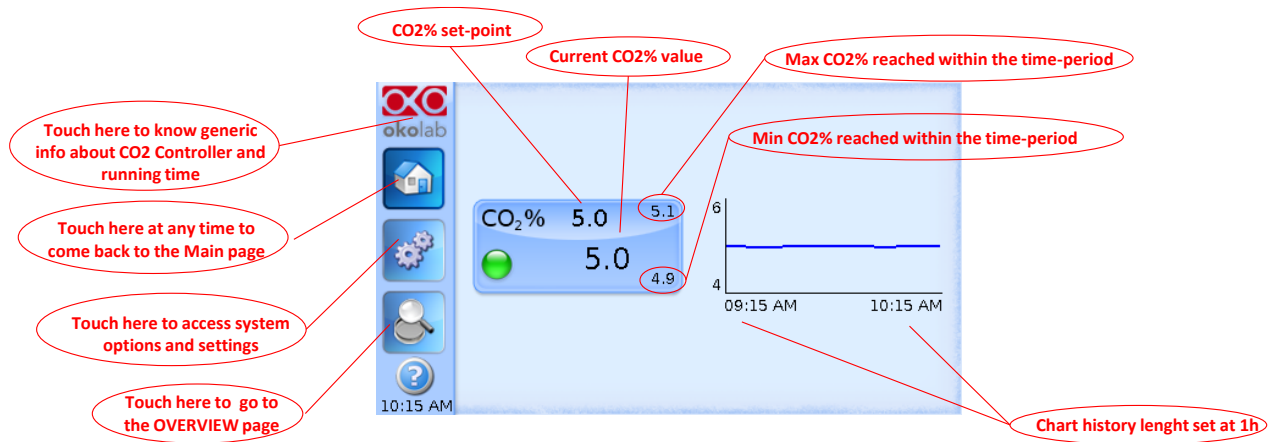 CO2% set-point
Current CO2% value
Max CO2% reached within the time-period
Min CO2% reached within the time-period
Touch here to know generic
info about CO2 Controller and
running time
Touch here at any time to
come back to the Main page
Touch here to access system
options and settings
Touch here to  go to
the OVERVIEW page
okolab
CO₂% 5.0 5.1
5.0
4.9
6
4
09:15 AM 10:15 AM
?
10:15 AM
Chart history lenght set at 1h